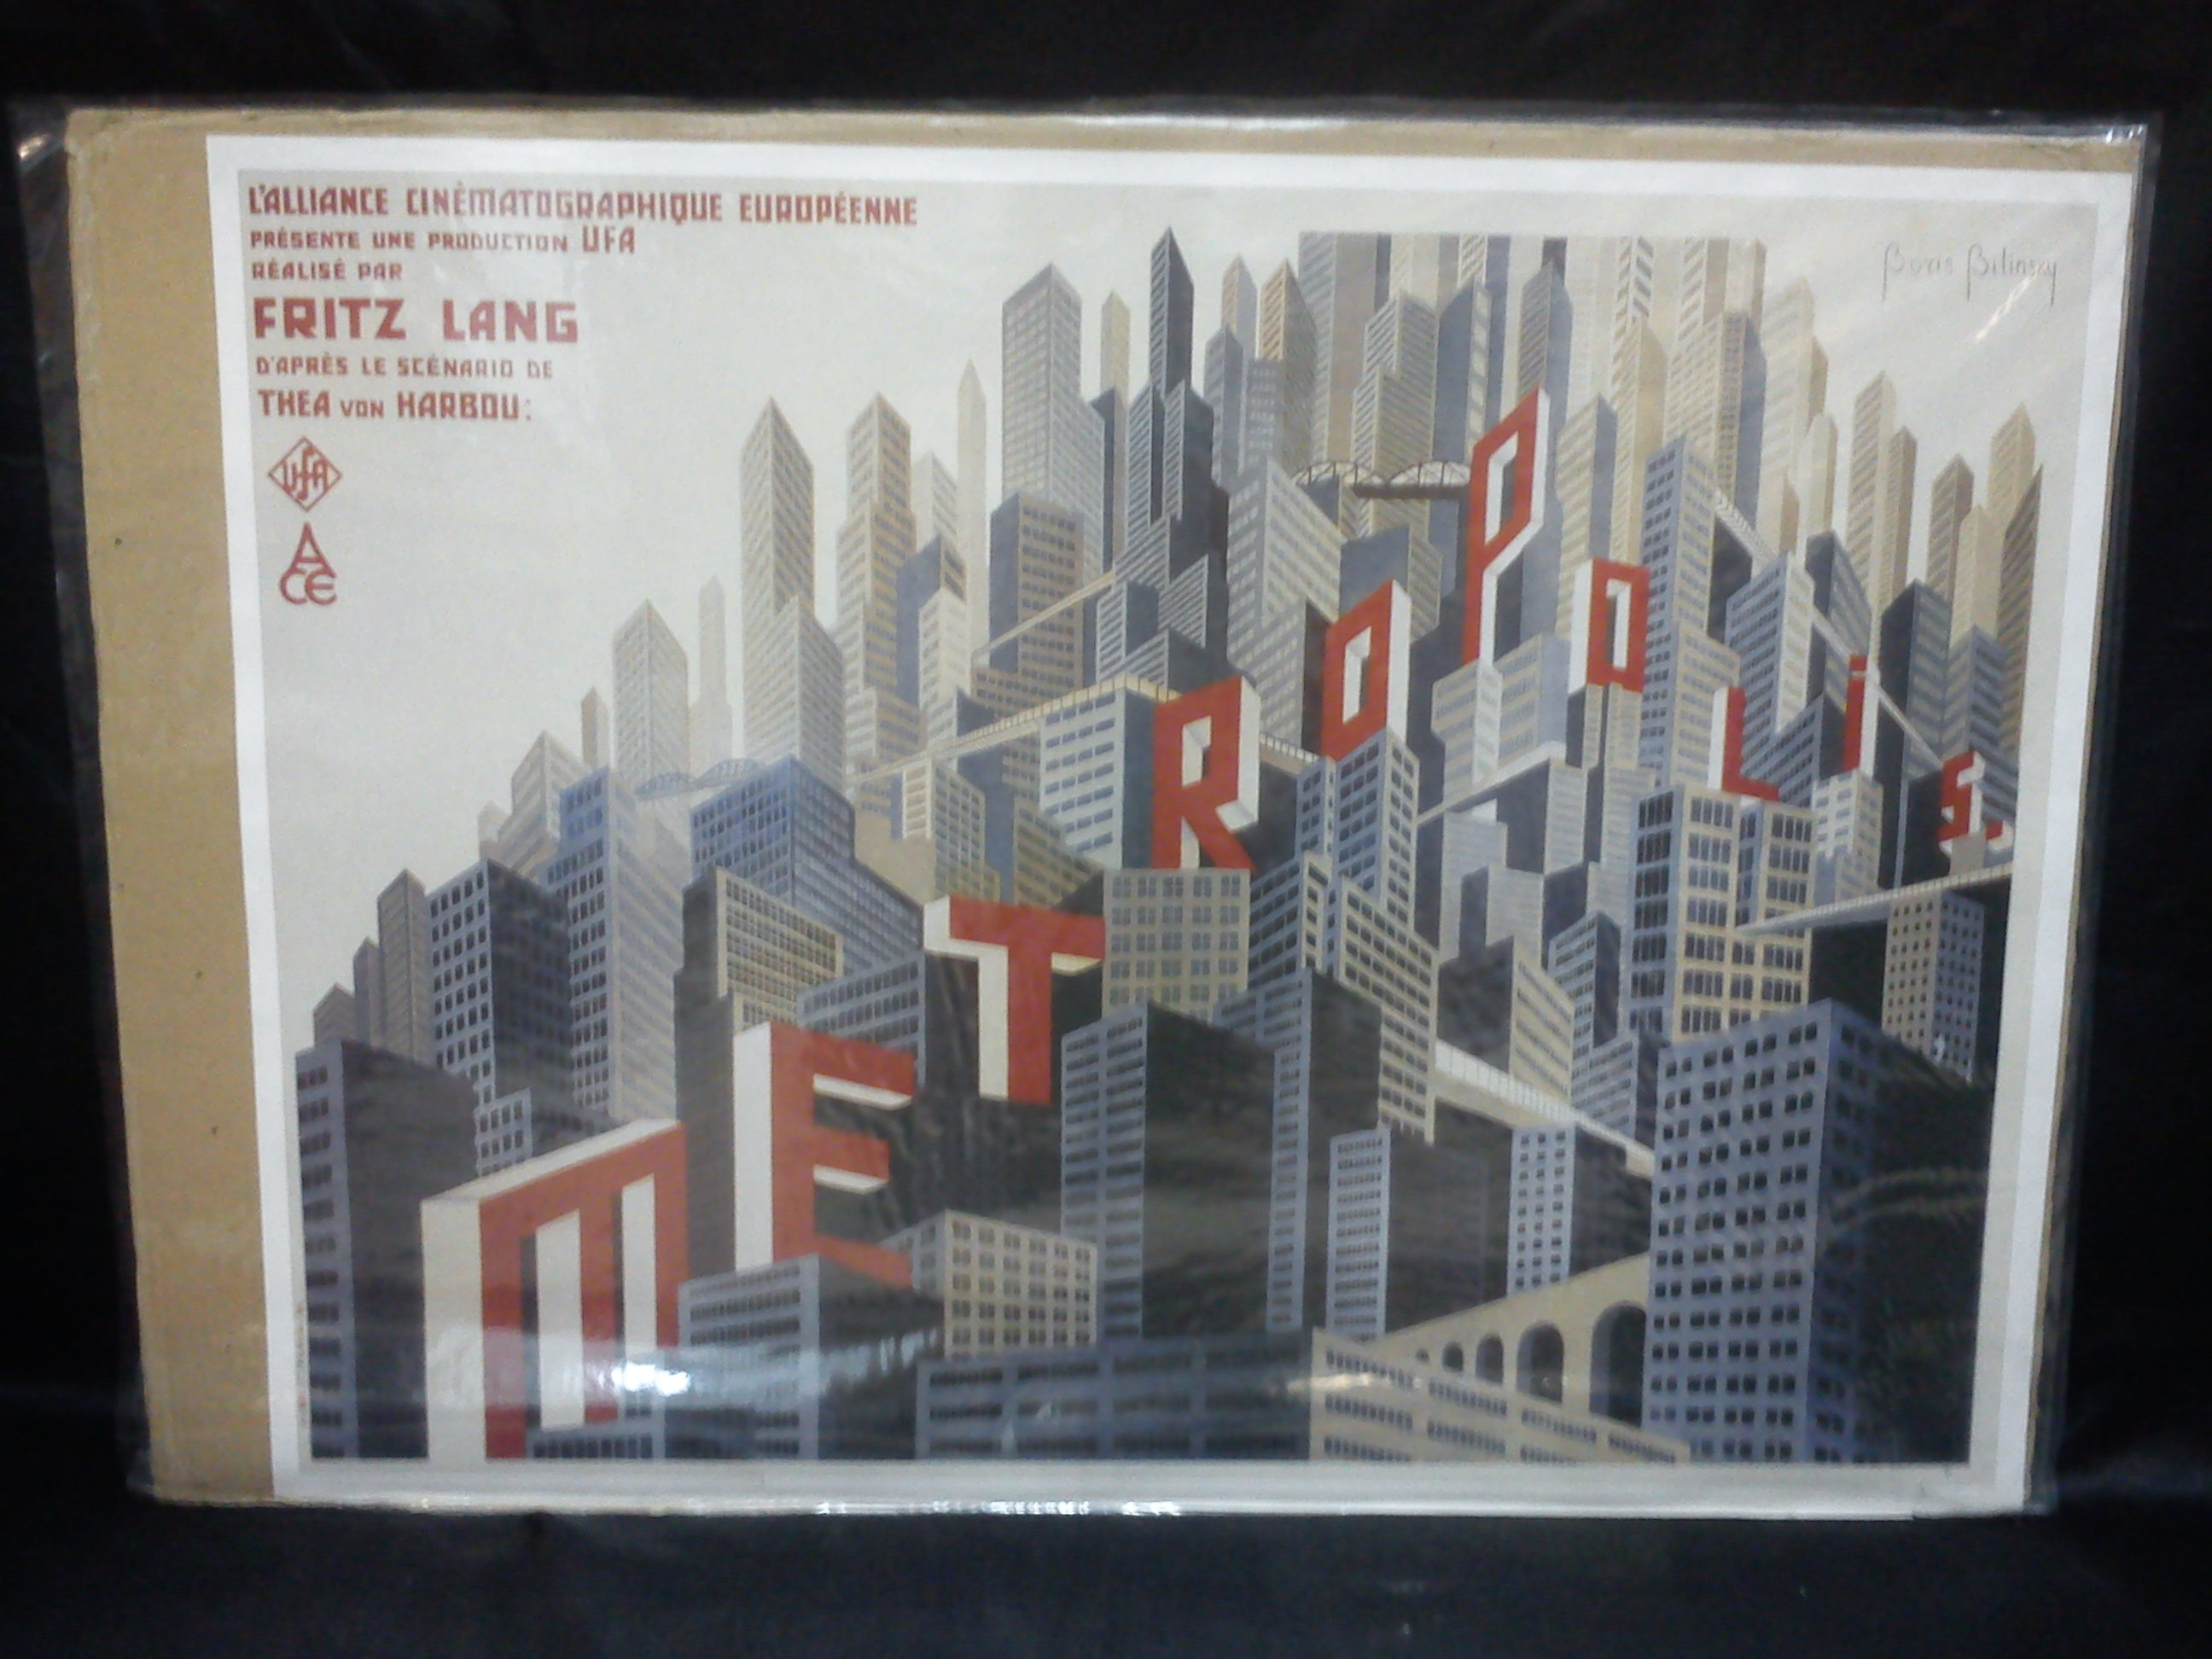 L'ALLIANCE CINÉMATOGRAPHIQUE EUROPÉENNE
PRÉSENTE UNE PRODUCTION UFA
RÉALISÉ PAR
FRITZ LANG
D'APRÈS LE SCÉNARIO DE
THEA VON HARBOU:
UFA
ACE
Boris Bilinsky
METROPOLIS.